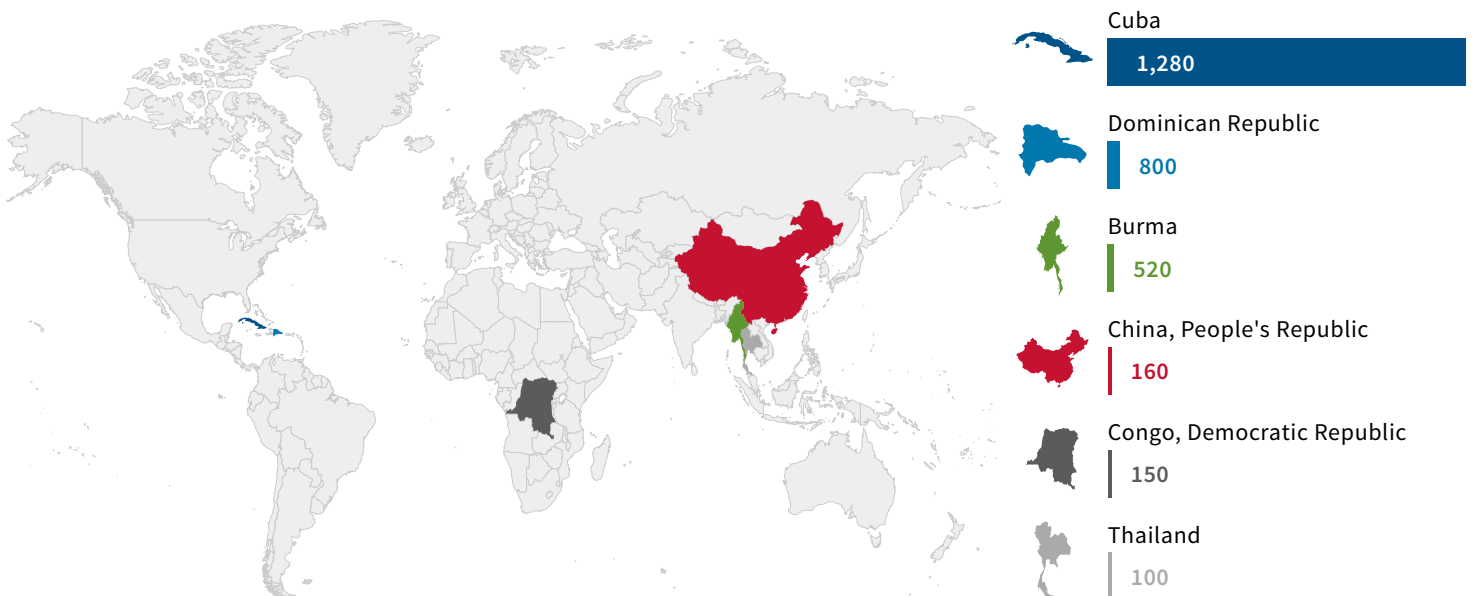 Cuba
1,280
Dominican Republic
800
Burma
520
China, People's Republic
160
Congo, Democratic Republic
150
Thailand
100